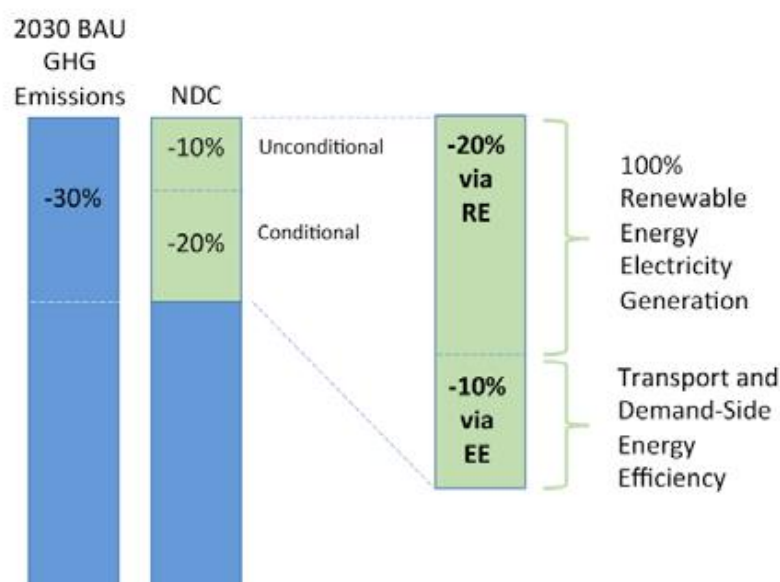 2030 BAU
GHG
Emissions
NDC
-30%
-10%
Unconditional
-20%
Conditional
-20%
via
RE
100%
Renewable
Energy
Electricity
Generation
-10%
via
EE
Transport and
Demand-Side
Energy
Efficiency